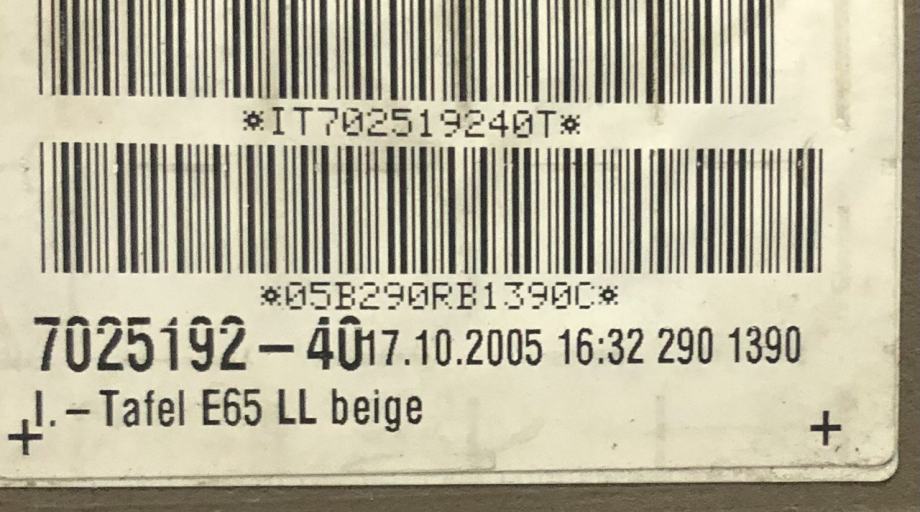 *IT702519240T*
*05B290RB1390C*
7025192-40 17.10.2005 16:32 290 1390
I.-Tafel E65 LL beige